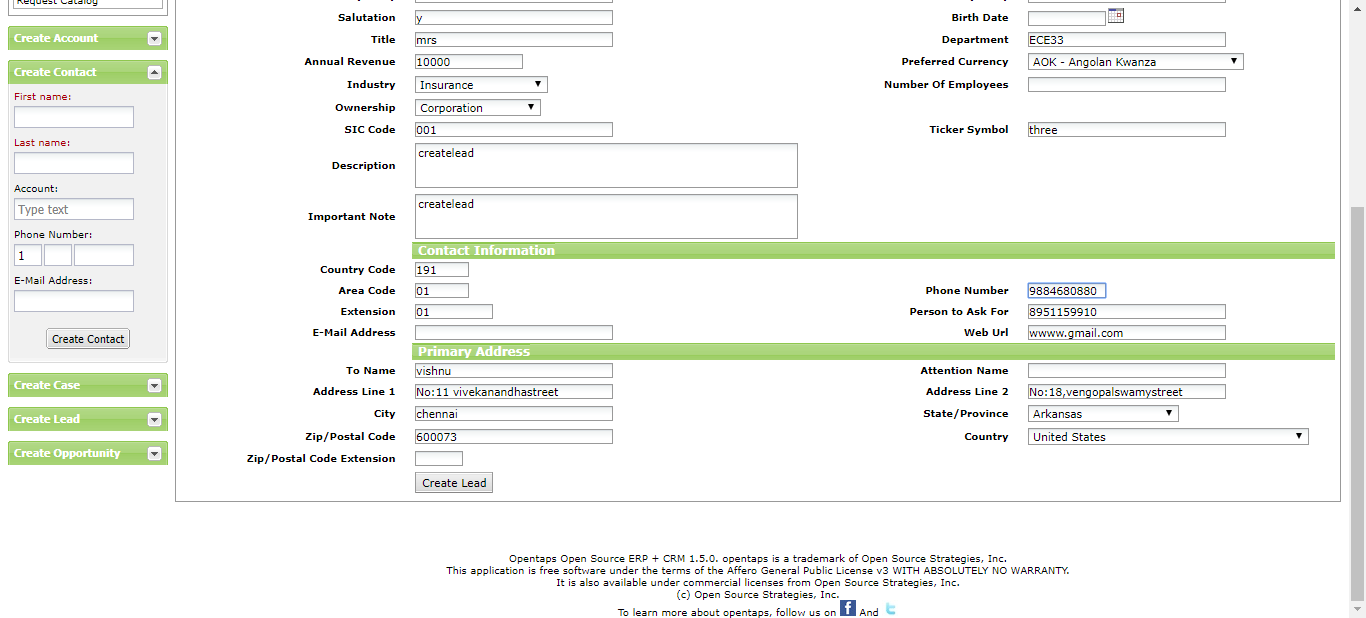 Request Catalog
Create Account
Create Contact
First name:
Last name:
Account:
Type text
Phone Number:
1
E-Mail Address:
Create Contact
Create Case
Create Lead
Create Opportunity
Salutation y Birth Date
Title mrs Department ECE33
Annual Revenue 10000 Preferred Currency AOK - Angolan Kwanza
Industry Insurance Number Of Employees
Ownership Corporation
SIC Code 001 Ticker Symbol three
Description createlead
Important Note createlead
Contact Information
Country Code 191
Area Code 01 Phone Number 9884680880
Extension 01 Person to Ask For 8951159910
E-Mail Address Web Url wwww.gmail.com
Primary Address
To Name vishnu Attention Name
Address Line 1 No:11 vivekanandhastreet Address Line 2 No:18,vengopalswamystreet
City chennai State/Province Arkansas
Zip/Postal Code 600073 Country United States
Zip/Postal Code Extension
Create Lead
Opentaps Open Source ERP + CRM 1.5.0. opentaps is a trademark of Open Source Strategies, Inc.
This application is free software under the terms of the Affero General Public License v3 WITH ABSOLUTELY NO WARRANTY.
It is also available under commercial licenses from Open Source Strategies, Inc.
(c) Open Source Strategies, Inc.
To learn more about opentaps, follow us on f And t